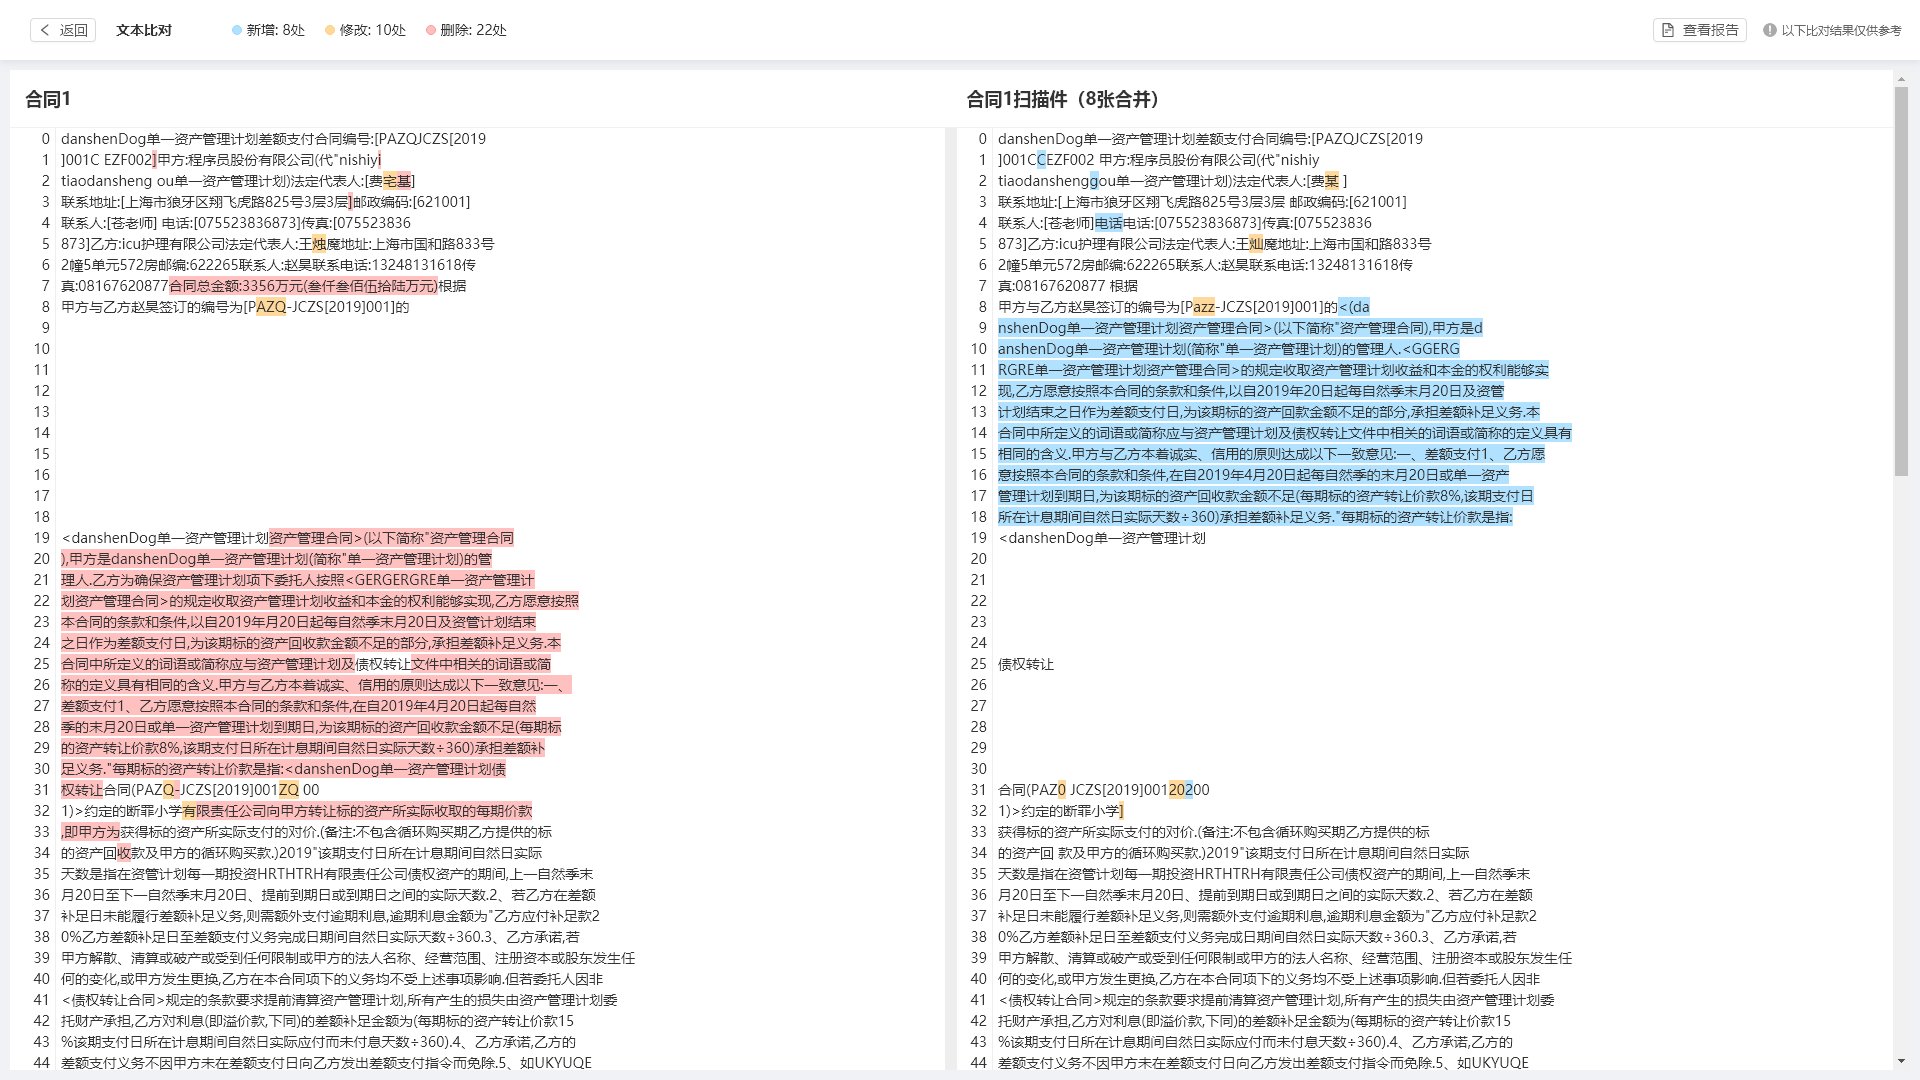 返回
文本比对
新增: 8处
修改: 10处
删除: 22处
查看报告
以下比对结果仅供参考
合同1
0 danshenDog单一资产管理计划差额支付合同编号:[PAZQJCZS[2019
1 ]001C EZF002]甲方:程序员股份有限公司(代"nishiyi
2 tiaodansheng ou单一资产管理计划)法定代表人:[费宅基]
3 联系地址:[上海市狼牙区翔飞虎路825号3层3层]邮政编码:[621001]
4 联系人:[苍老师] 电话:[075523836873]传真:[075523836
5 873]乙方:icu护理有限公司法定代表人:王烛魔地址:上海市国和路833号
6 2幢5单元572房邮编:622265联系人:赵昊联系电话:13248131618传
7 真:08167620877合同总金额:3356万元(叁仟叁佰伍拾陆万元)根据
8 甲方与乙方赵昊签订的编号为[PAZQ-JCZS[2019]001]的
9
10
11
12
13
14
15
16
17
18
19 <danshenDog单一资产管理计划资产管理合同>(以下简称"资产管理合同
20 ),甲方是danshenDog单一资产管理计划(简称"单一资产管理计划)的管
21 理人.乙方为确保资产管理计划项下委托人按照<GERGERGRE单一资产管理计
22 划资产管理合同>的规定收取资产管理计划收益和本金的权利能够实现,乙方愿意按照
23 本合同的条款和条件,以自2019年月20日起每自然季末月20日及资管计划结束
24 之日作为差额支付日,为该期标的资产回收款金额不足的部分,承担差额补足义务.本
25 合同中所定义的词语或简称应与资产管理计划及债权转让文件中相关的词语或简
26 称的定义具有相同的含义.甲方与乙方本着诚实、信用的原则达成以下一致意见:一、
27 差额支付1、乙方愿意按照本合同的条款和条件,在自2019年4月20日起每自然
28 季的末月20日或单一资产管理计划到期日,为该期标的资产回收款金额不足(每期标
29 的资产转让价款8%,该期支付日所在计息期间自然日实际天数÷360)承担差额补
30 足义务."每期标的资产转让价款是指:<danshenDog单一资产管理计划债
31 权转让合同(PAZQ-JCZS[2019]001ZQ 00
32 1)>约定的断罪小学有限责任公司向甲方转让标的资产所实际收取的每期价款
33 ,即甲方为获得标的资产所实际支付的对价.(备注:不包含循环购买期乙方提供的标
34 的资产回收款及甲方的循环购买款.)2019"该期支付日所在计息期间自然日实际
35 天数是指在资管计划每一期投资HRTHTRH有限责任公司债权资产的期间,上一自然季末
36 月20日至下一自然季末月20日、提前到期日或到期日之间的实际天数.2、若乙方在差额
37 补足日未能履行差额补足义务,则需额外支付逾期利息,逾期利息金额为"乙方应付补足款2
38 0%乙方差额补足日至差额支付义务完成日期间自然日实际天数÷360.3、乙方承诺,若
39 甲方解散、清算或破产或受到任何限制或甲方的法人名称、经营范围、注册资本或股东发生任
40 何的变化,或甲方发生更换,乙方在本合同项下的义务均不受上述事项影响.但若委托人因非
41 <债权转让合同>规定的条款要求提前清算资产管理计划,所有产生的损失由资产管理计划委
42 托财产承担,乙方对利息(即溢价款,下同)的差额补足金额为(每期标的资产转让价款15
43 %该期支付日所在计息期间自然日实际应付而未付息天数÷360).4、乙方承诺,乙方的
44 差额支付义务不因甲方未在差额支付日向乙方发出差额支付指令而免除.5、如UKYUQE
合同1扫描件（8张合并）
0 danshenDog单一资产管理计划差额支付合同编号:[PAZQJCZS[2019
1 ]001CCEZF002 甲方:程序员股份有限公司(代"nishiy
2 tiaodanshenggou单一资产管理计划)法定代表人:[费某 ]
3 联系地址:[上海市狼牙区翔飞虎路825号3层3层 邮政编码:[621001]
4 联系人:[苍老师]电话电话:[075523836873]传真:[075523836
5 873]乙方:icu护理有限公司法定代表人:王灿魔地址:上海市国和路833号
6 2幢5单元572房邮编:622265联系人:赵昊联系电话:13248131618传
7 真:08167620877 根据
8 甲方与乙方赵昊签订的编号为[Pazz-JCZS[2019]001]的<(da
9 nshenDog单一资产管理计划资产管理合同>(以下简称"资产管理合同),甲方是d
10 anshenDog单一资产管理计划(简称"单一资产管理计划)的管理人.<GGERG
11 RGRE单一资产管理计划资产管理合同>的规定收取资产管理计划收益和本金的权利能够实
12 现,乙方愿意按照本合同的条款和条件,以自2019年20日起每自然季末月20日及资管
13 计划结束之日作为差额支付日,为该期标的资产回款金额不足的部分,承担差额补足义务.本
14 合同中所定义的词语或简称应与资产管理计划及债权转让文件中相关的词语或简称的定义具有
15 相同的含义.甲方与乙方本着诚实、信用的原则达成以下一致意见:一、差额支付1、乙方愿
16 意按照本合同的条款和条件,在自2019年4月20日起每自然季的末月20日或单一资产
17 管理计划到期日,为该期标的资产回收款金额不足(每期标的资产转让价款8%,该期支付日
18 所在计息期间自然日实际天数÷360)承担差额补足义务."每期标的资产转让价款是指:
19 <danshenDog单一资产管理计划
20
21
22
23
24
25 债权转让
26
27
28
29
30
31 合同(PAZ0 JCZS[2019]00120200
32 1)>约定的断罪小学]
33 获得标的资产所实际支付的对价.(备注:不包含循环购买期乙方提供的标
34 的资产回 款及甲方的循环购买款.)2019"该期支付日所在计息期间自然日实际
35 天数是指在资管计划每一期投资HRTHTRH有限责任公司债权资产的期间,上一自然季末
36 月20日至下一自然季末月20日、提前到期日或到期日之间的实际天数.2、若乙方在差额
37 补足日未能履行差额补足义务,则需额外支付逾期利息,逾期利息金额为"乙方应付补足款2
38 0%乙方差额补足日至差额支付义务完成日期间自然日实际天数÷360.3、乙方承诺,若
39 甲方解散、清算或破产或受到任何限制或甲方的法人名称、经营范围、注册资本或股东发生任
40 何的变化,或甲方发生更换,乙方在本合同项下的义务均不受上述事项影响.但若委托人因非
41 <债权转让合同>规定的条款要求提前清算资产管理计划,所有产生的损失由资产管理计划委
42 托财产承担,乙方对利息(即溢价款,下同)的差额补足金额为(每期标的资产转让价款15
43 %该期支付日所在计息期间自然日实际应付而未付息天数÷360).4、乙方承诺,乙方的
44 差额支付义务不因甲方未在差额支付日向乙方发出差额支付指令而免除.5、如UKYUQE